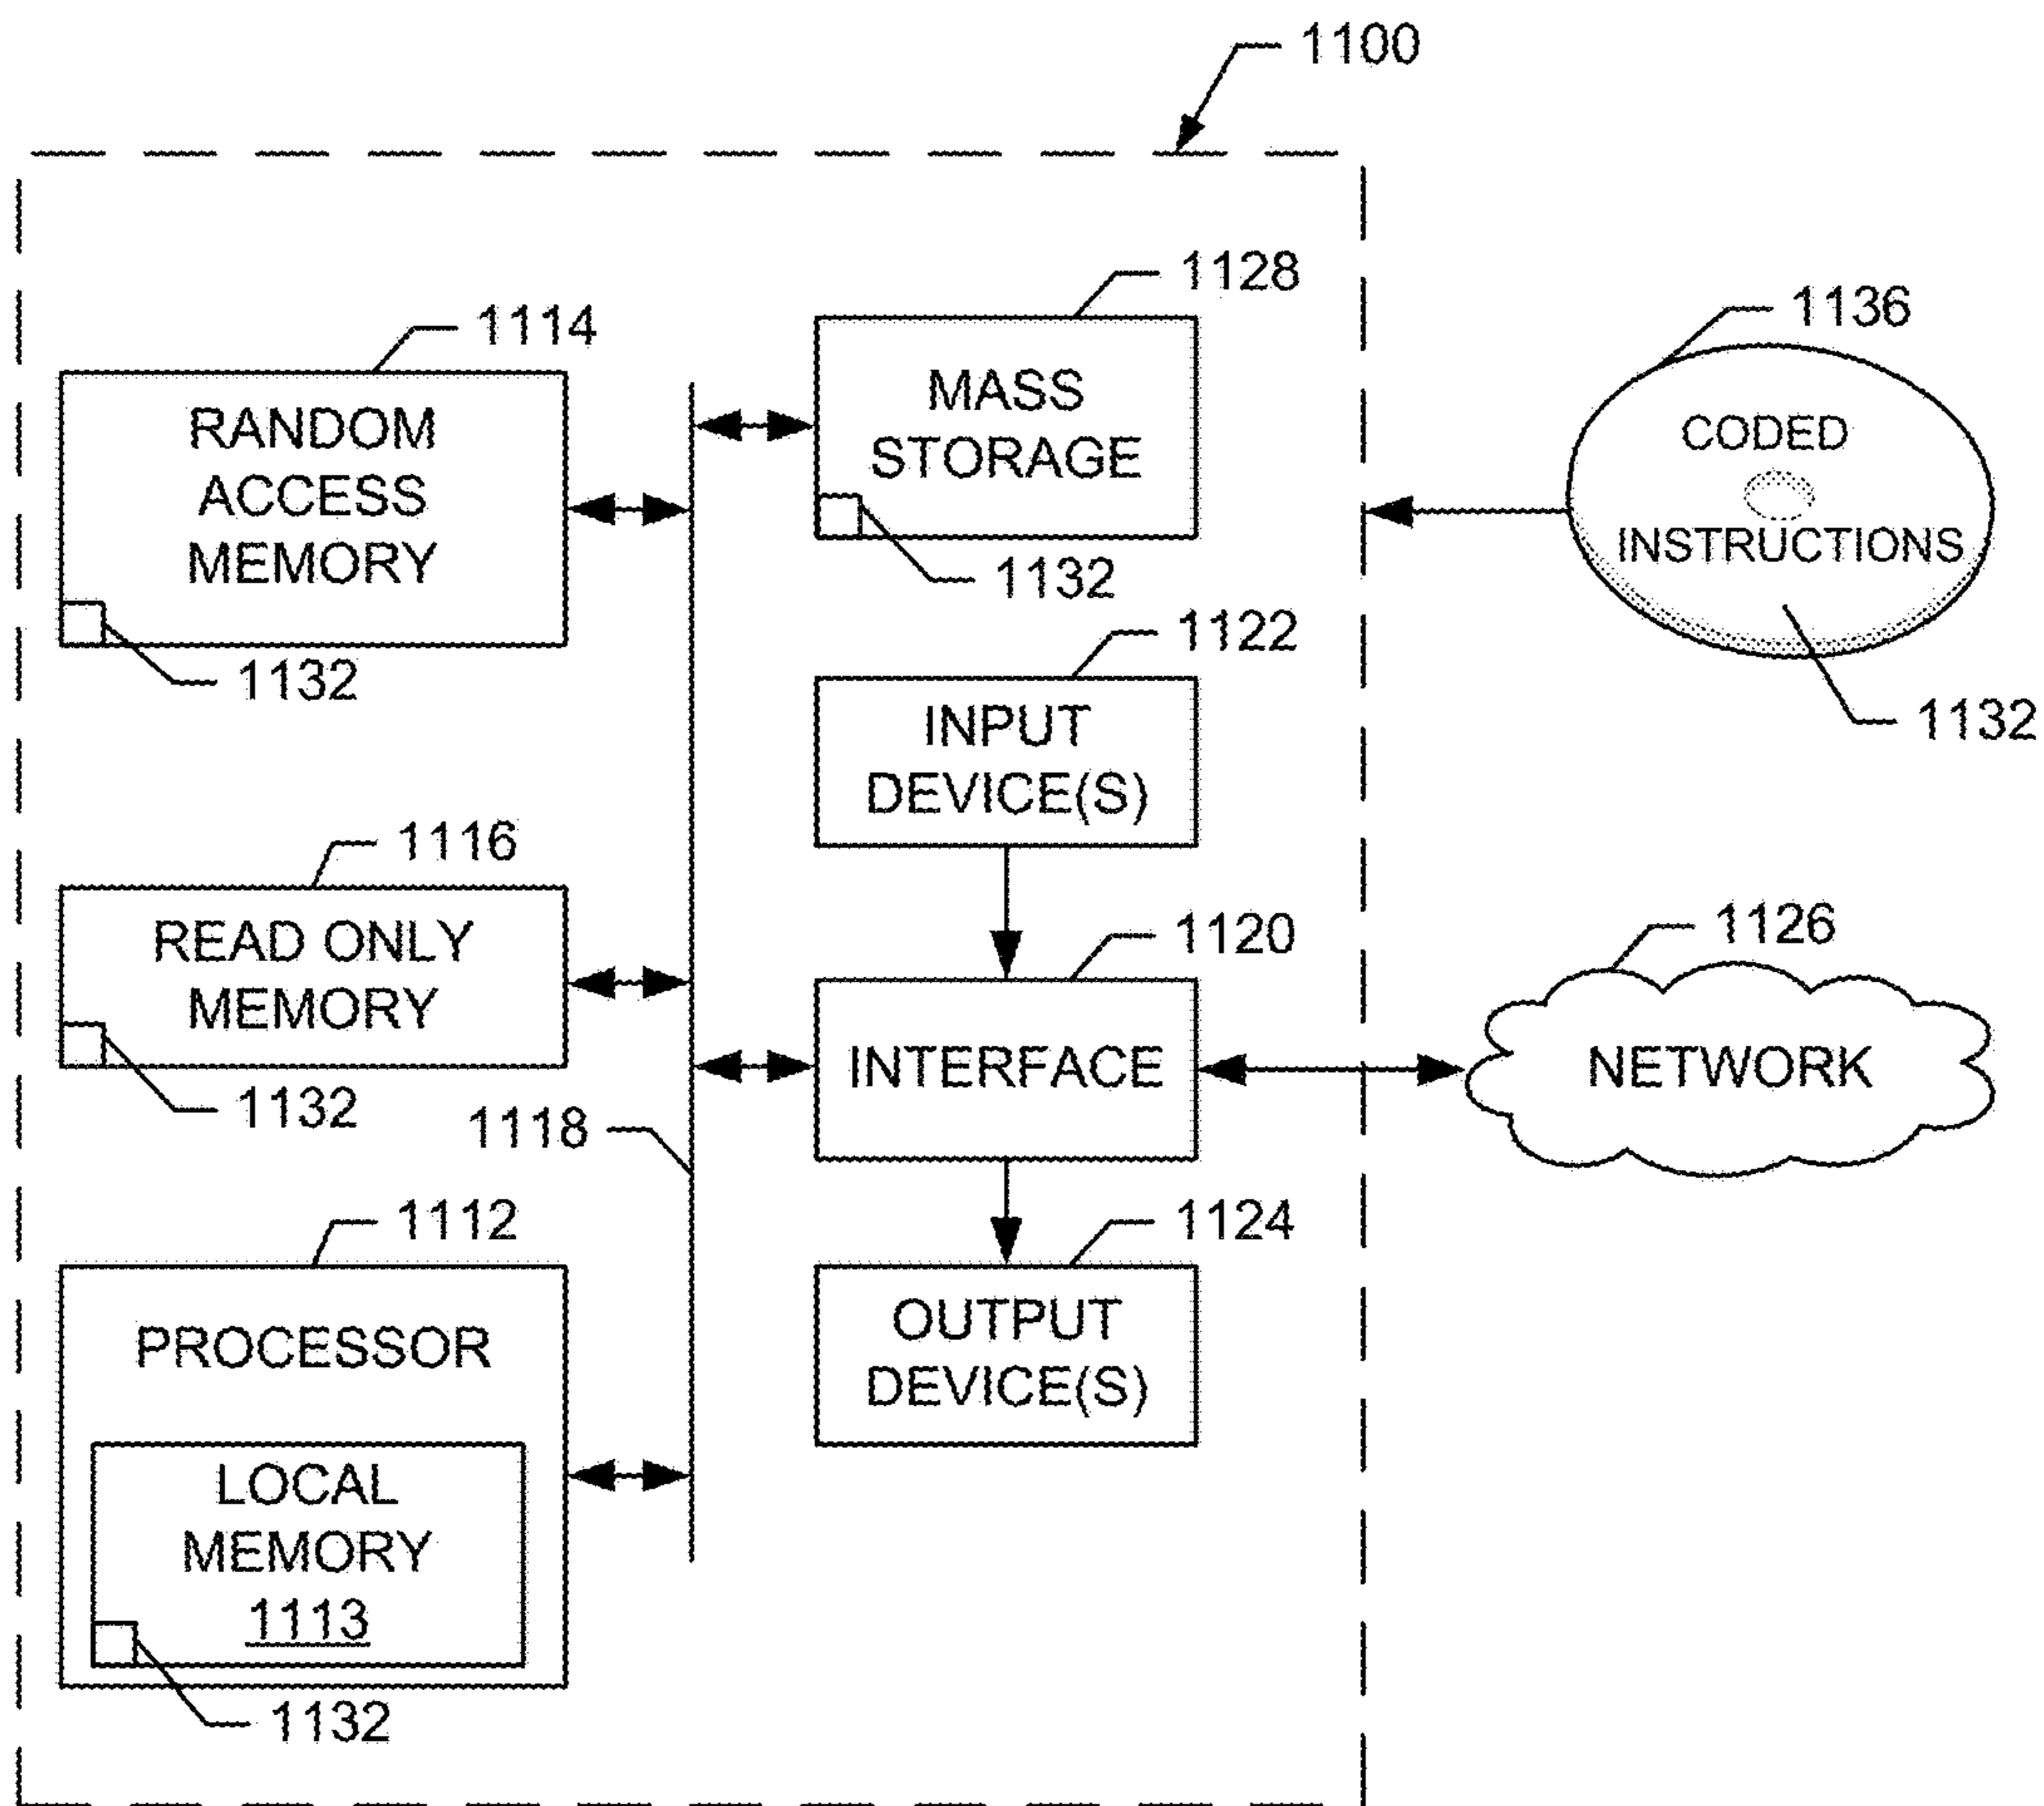 1100
1128
1114
1136
MASS
STORAGE
RANDOM
ACCESS
MEMORY
CODED
INSTRUCTIONS
1132
1132
1122
1132
INPUT
DEVICE(S)
1116
READ ONLY
MEMORY
1120
1126
INTERFACE
NETWORK
1132
1118
1112
1124
PROCESSOR
OUTPUT
DEVICE(S)
LOCAL
MEMORY
1113
1132